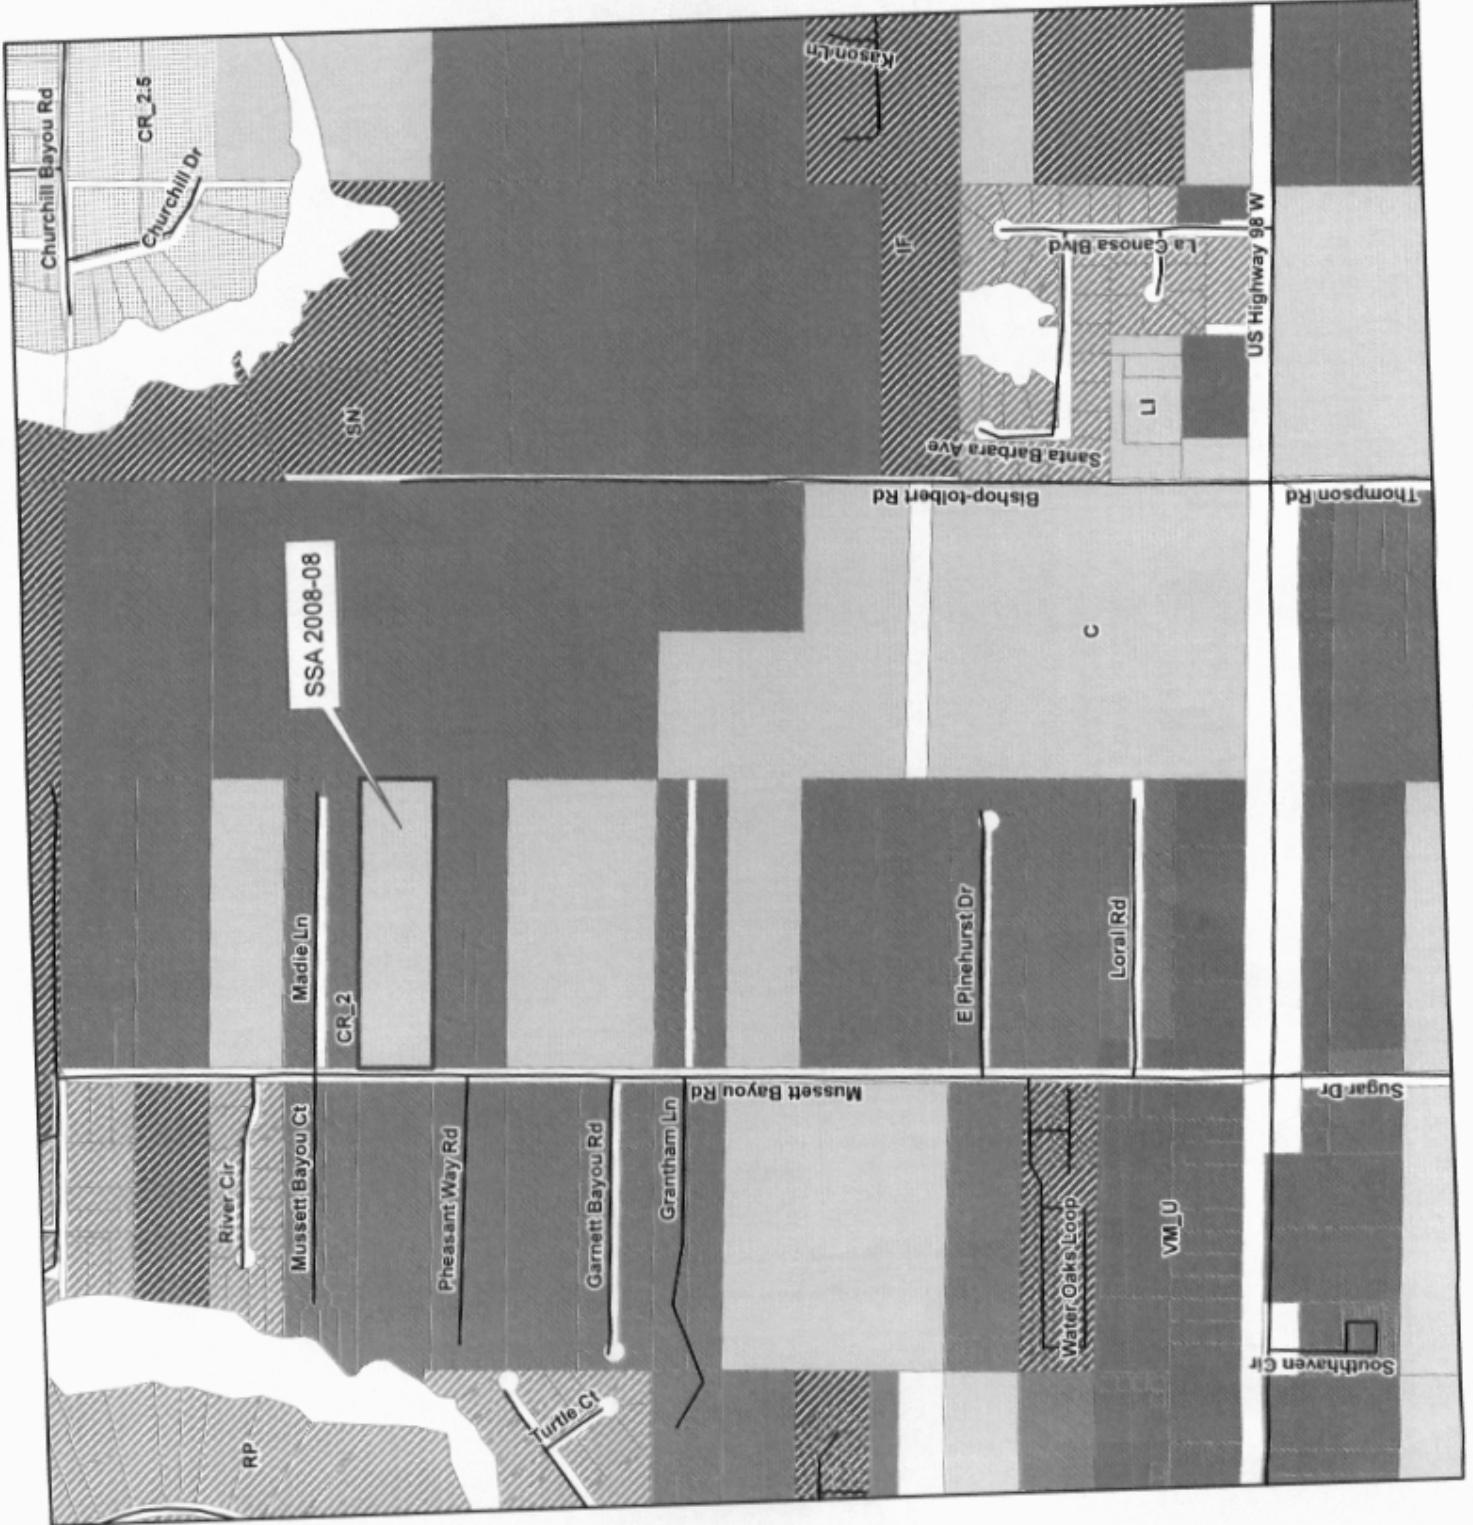 Churchill Bayou Rd
CR_2.5
Churchill Dr
Kason Ln
SN
IF
La Canosa Blvd
US Highway 98 W
Santa Barbara Ave
LI
Bishop-tolbert Rd
Thompson Rd
SSA 2008-08
C
Madie Ln
CR_2
E Pinehurst Dr
Loral Rd
Mussett Bayou Rd
Sugar Dr
River Cir
Mussett Bayou Ct
Pheasant Way Rd
Garnett Bayou Rd
Grantham Ln
Water Oaks Loop
VM_U
Southhaven Cir
Turtle Ct
RP